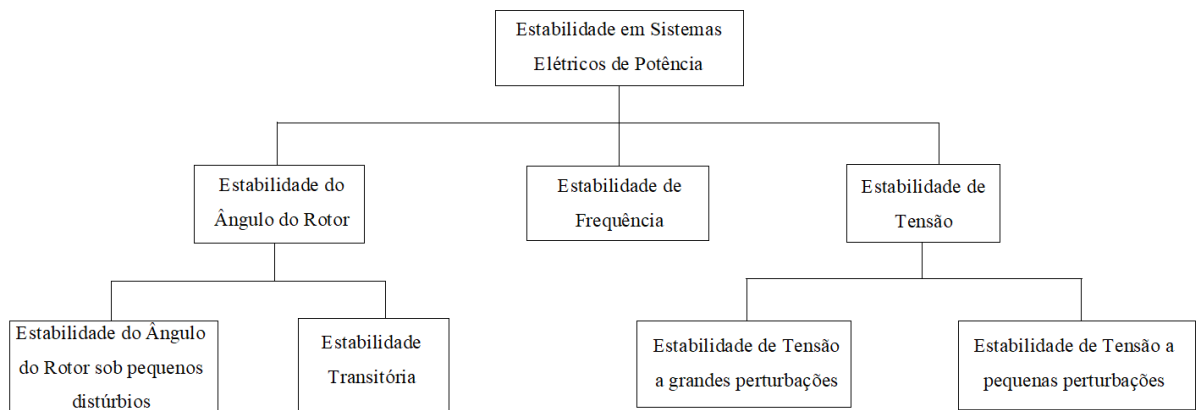 Estabilidade em Sistemas
Elétricos de Potência
Estabilidade do
Ângulo do Rotor
Estabilidade de
Frequência
Estabilidade de
Tensão
Estabilidade do Ângulo
do Rotor sob pequenos
distúrbios
Estabilidade
Transitória
Estabilidade de Tensão
a grandes perturbações
Estabilidade de Tensão a
pequenas perturbações